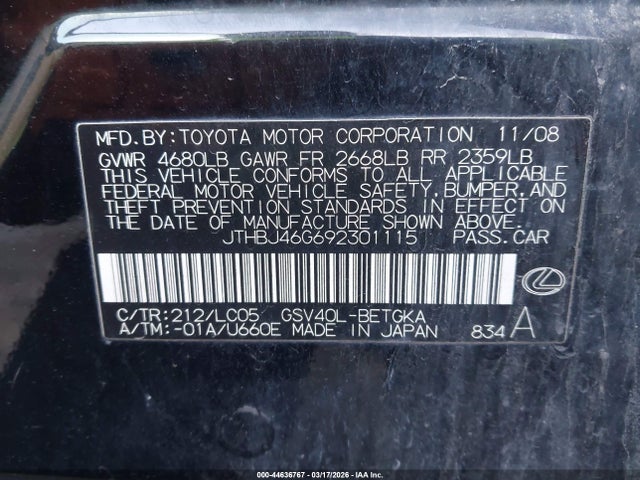 MFD. BY: TOYOTA MOTOR CORPORATION 11/08
GVWR 4680LB GAWR FR 2668LB RR 2359LB
THIS VEHICLE CONFORMS TO ALL APPLICABLE
FEDERAL MOTOR VEHICLE SAFETY, BUMPER, AND
THEFT PREVENTION STANDARDS IN EFFECT ON
THE DATE OF MANUFACTURE SHOWN ABOVE.
JTHBJ46G692301115 PASS. CAR
C/TR: 212/LC05 GSV40L-BETGKA
A/TM: -01A/U660E MADE IN JAPAN 834 A
000-44636767 - 03/17/2026 - IAA Inc.